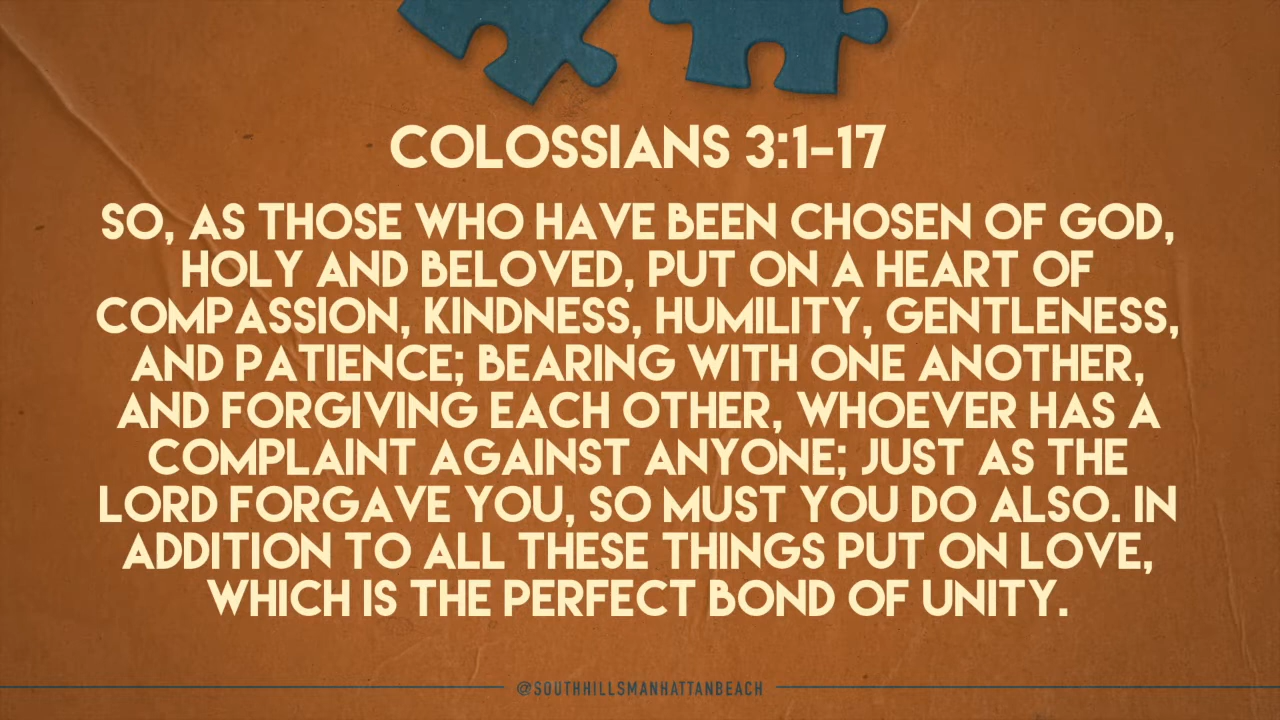 COLOSSIANS 3:1-17
SO, AS THOSE WHO HAVE BEEN CHOSEN OF GOD,
HOLY AND BELOVED, PUT ON A HEART OF
COMPASSION, KINDNESS, HUMILITY, GENTLENESS,
AND PATIENCE; BEARING WITH ONE ANOTHER,
AND FORGIVING EACH OTHER, WHOEVER HAS A
COMPLAINT AGAINST ANYONE; JUST AS THE
LORD FORGAVE YOU, SO MUST YOU DO ALSO. IN
ADDITION TO ALL THESE THINGS PUT ON LOVE,
WHICH IS THE PERFECT BOND OF UNITY.
@SOUTHHILLSMANHATTANBEACH